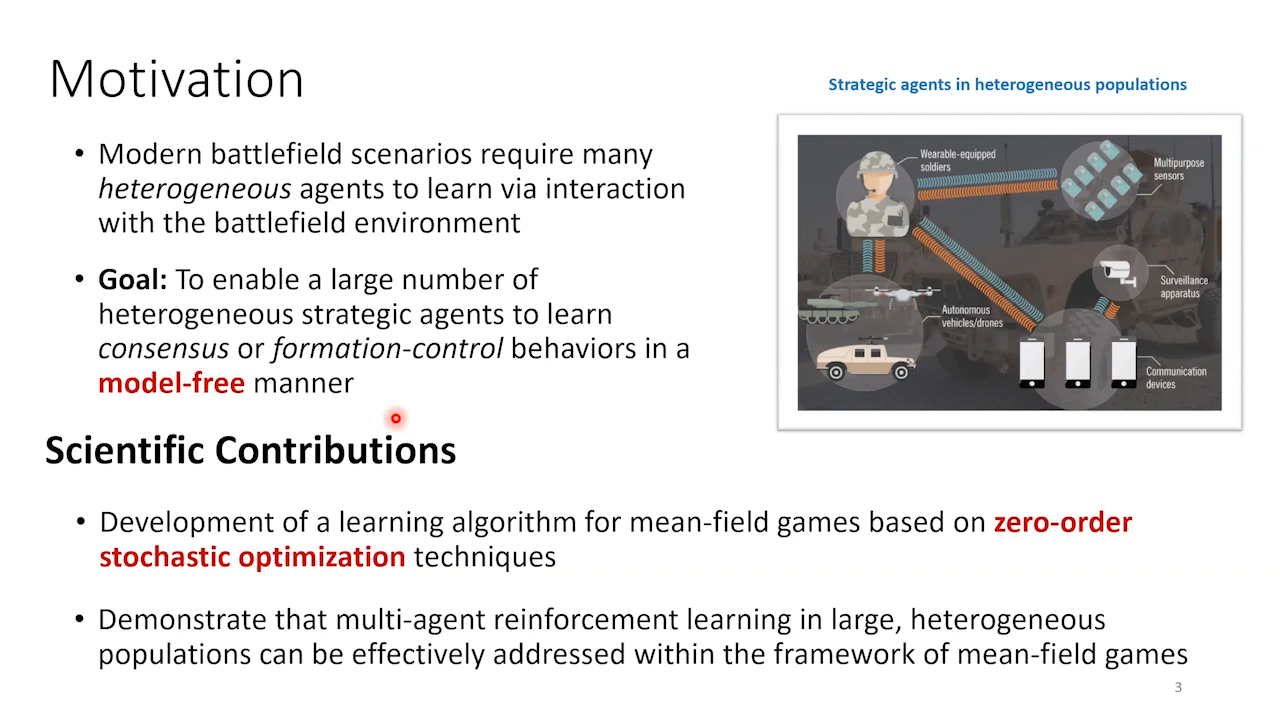 Motivation
Strategic agents in heterogeneous populations
• Modern battlefield scenarios require many
heterogeneous agents to learn via interaction
with the battlefield environment
• Goal: To enable a large number of
heterogeneous strategic agents to learn
consensus or formation-control behaviors in a
model-free manner
Wearable-equipped
soldiers
Multipurpose
sensors
Surveillance
apparatus
Autonomous
vehicles/drones
Communication
devices
Scientific Contributions
• Development of a learning algorithm for mean-field games based on zero-order
stochastic optimization techniques
• Demonstrate that multi-agent reinforcement learning in large, heterogeneous
populations can be effectively addressed within the framework of mean-field games
3